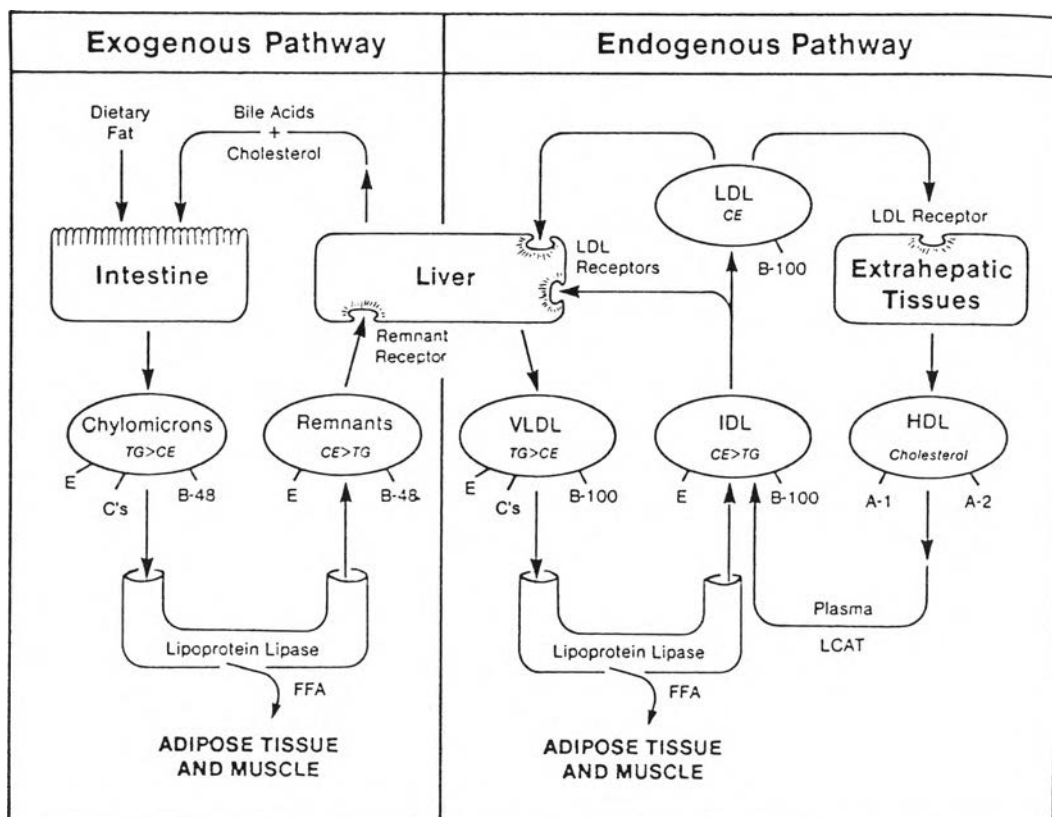 Exogenous Pathway
Endogenous Pathway
Dietary
Fat
Bile Acids
+
Cholesterol
Intestine
Liver
LDL
Receptors
Remnant
Receptor
LDL
CE
B-100
LDL Receptor
Extrahepatic
Tissues
Chylomicrons
TG>CE
E
C's
B-48
Remnants
CE>TG
E
B-48
VLDL
TG>CE
E
C's
B-100
IDL
CE>TG
E
B-100
HDL
Cholesterol
A-1
A-2
Lipoprotein Lipase
FFA
ADIPOSE TISSUE
AND MUSCLE
Lipoprotein Lipase
FFA
ADIPOSE TISSUE
AND MUSCLE
Plasma
LCAT